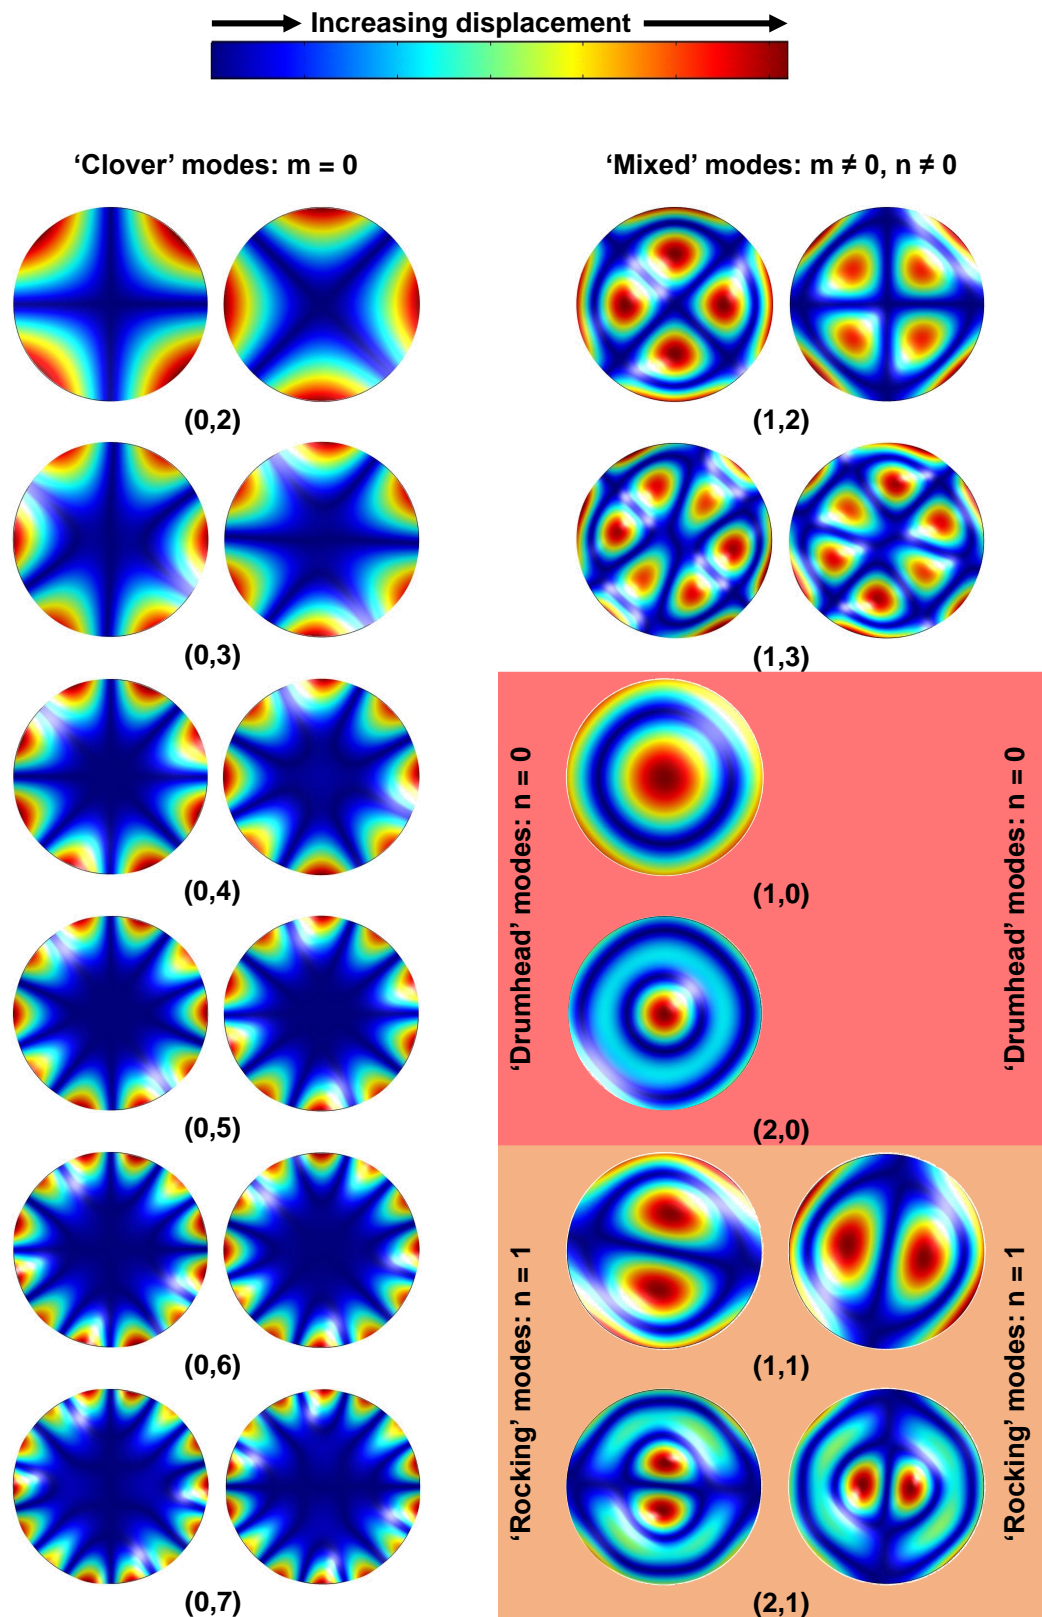 Increasing displacement
‘Clover’ modes: m = 0
(0,2)
(0,3)
(0,4)
(0,5)
(0,6)
(0,7)
‘Mixed’ modes: m ≠ 0, n ≠ 0
(1,2)
(1,3)
‘Drumhead’ modes: n = 0
(1,0)
(2,0)
‘Drumhead’ modes: n = 0
‘Rocking’ modes: n = 1
(1,1)
(2,1)
‘Rocking’ modes: n = 1